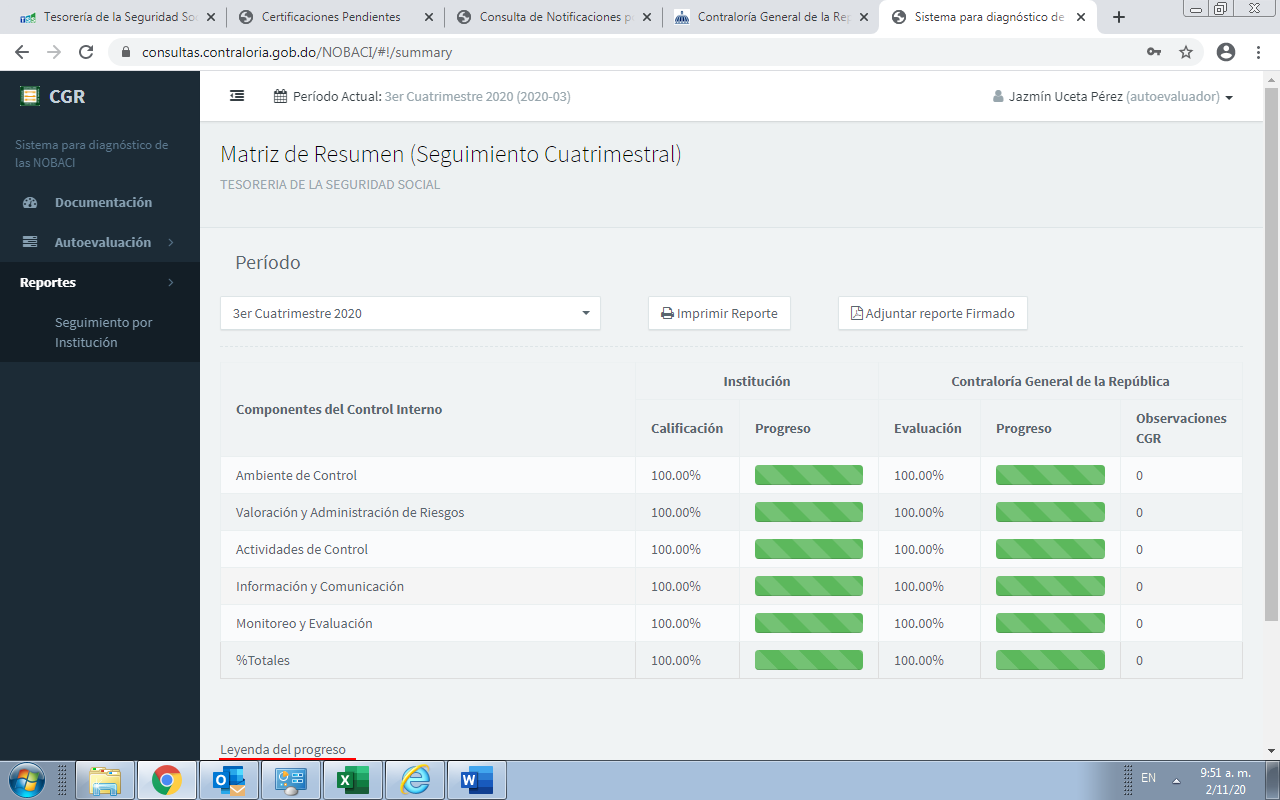 Tesorería de la Seguridad So
Certificaciones Pendientes
Consulta de Notificaciones p
Contraloría General de la Rep
Sistema para diagnóstico de
consultas.contraloria.gob.do/NOBACI/#!/summary
CGR
Período Actual: 3er Cuatrimestre 2020 (2020-03)
Jazmín Uceta Pérez (autoevaluador)
Sistema para diagnóstico de
las NOBACI
Documentación
Autoevaluación
Reportes
Seguimiento por
Institución
Matriz de Resumen (Seguimiento Cuatrimestral)
TESORERIA DE LA SEGURIDAD SOCIAL
Período
3er Cuatrimestre 2020
Imprimir Reporte
Adjuntar reporte Firmado
Componentes del Control Interno
Institución
Contraloría General de la República
Calificación
Progreso
Evaluación
Progreso
Observaciones
CGR
Ambiente de Control 100.00% 100.00% 0
Valoración y Administración de Riesgos 100.00% 100.00% 0
Actividades de Control 100.00% 100.00% 0
Información y Comunicación 100.00% 100.00% 0
Monitoreo y Evaluación 100.00% 100.00% 0
%Totales 100.00% 100.00% 0
Leyenda del progreso
EN
9:51 a. m.
2/11/20